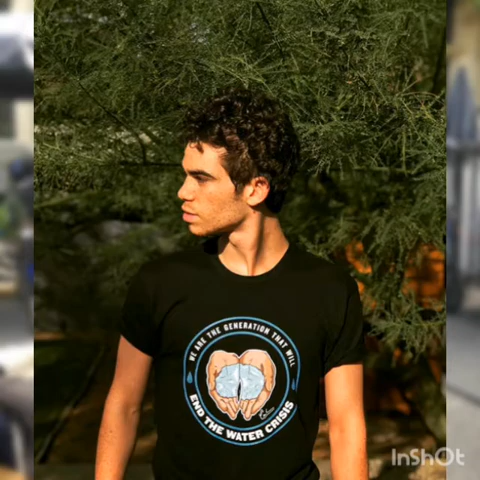 WE ARE THE GENERATION THAT WILL
END THE WATER CRISIS
InShOt